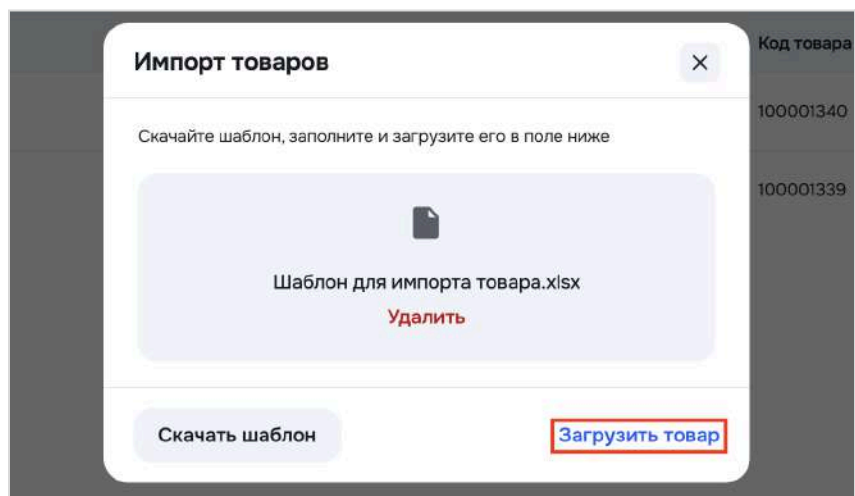 Импорт товаров
Код товара
100001340
Скачайте шаблон, заполните и загрузите его в поле ниже
100001339
Шаблон для импорта товара.xlsx
Удалить
Скачать шаблон
Загрузить товар